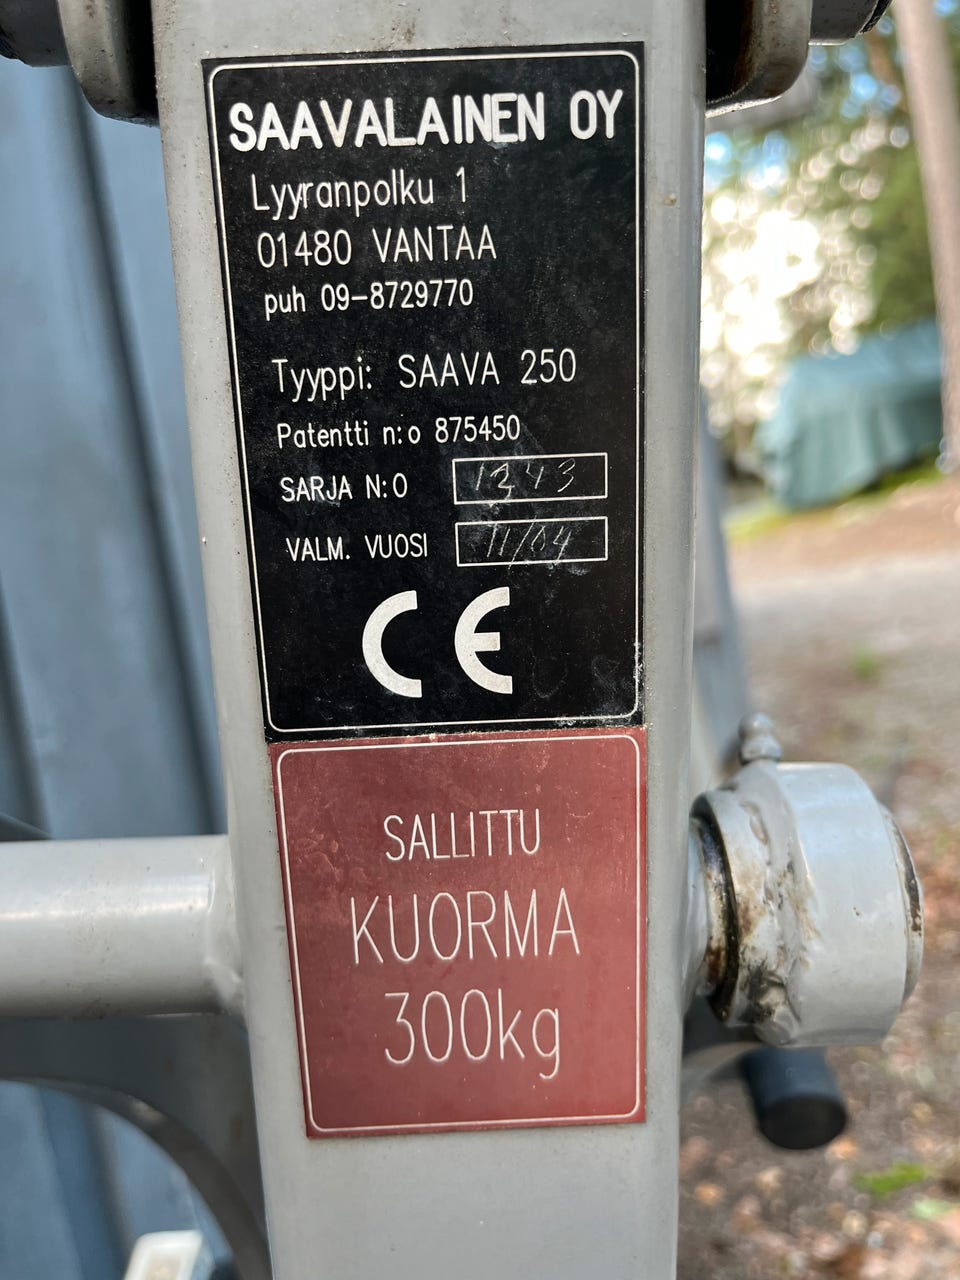 SAAVALAINEN OY
Lyyranpolku 1
01480 VANTAA
puh 09-8729770
Tyyppi: SAAVA 250
Patentti n:o 875450
SARJA N:O 1243
VALM. VUOSI 11/04
CE
SALLITTU
KUORMA
300kg